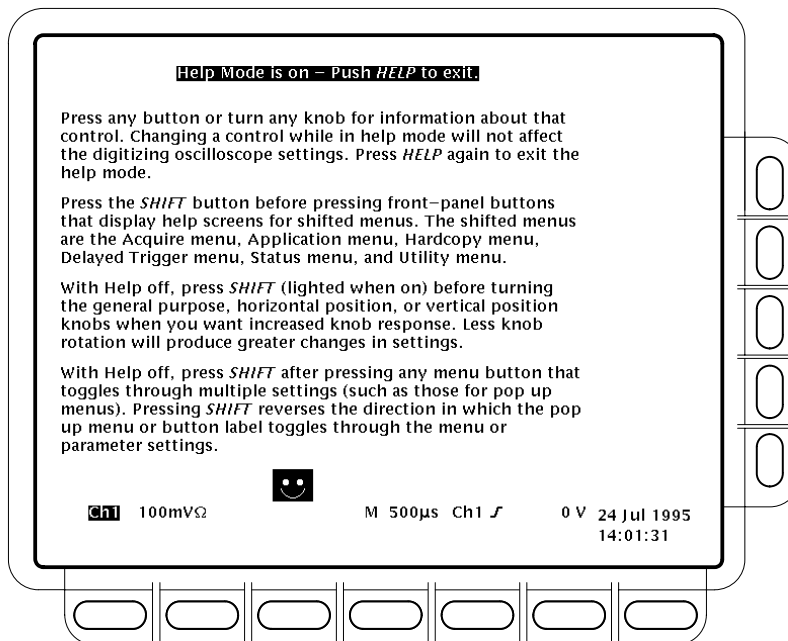 Help Mode is on – Push HELP to exit.
Press any button or turn any knob for information about that
control. Changing a control while in help mode will not affect
the digitizing oscilloscope settings. Press HELP again to exit the
help mode.
Press the SHIFT button before pressing front–panel buttons
that display help screens for shifted menus. The shifted menus
are the Acquire menu, Application menu, Hardcopy menu,
Delayed Trigger menu, Status menu, and Utility menu.
With Help off, press SHIFT (lighted when on) before turning
the general purpose, horizontal position, or vertical position
knobs when you want increased knob response. Less knob
rotation will produce greater changes in settings.
With Help off, press SHIFT after pressing any menu button that
toggles through multiple settings (such as those for pop up
menus). Pressing SHIFT reverses the direction in which the pop
up menu or button label toggles through the menu or
parameter settings.
Ch1 100mVΩ M 500µs Ch1 ƒ 0 V 24 Jul 1995
14:01:31